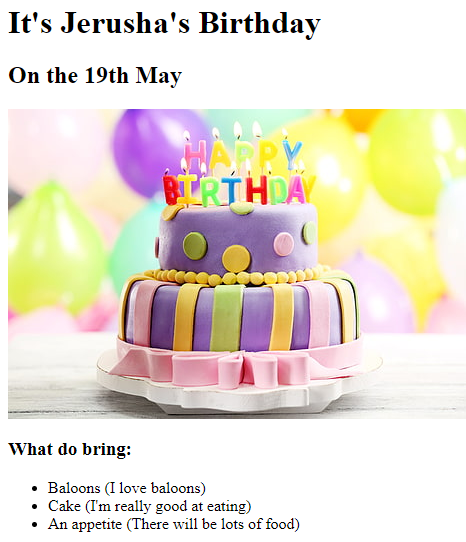 It's Jerusha's Birthday
On the 19th May
HAPPY
BIRTHDAY
What do bring:
Baloons (I love baloons)
Cake (I'm really good at eating)
An appetite (There will be lots of food)